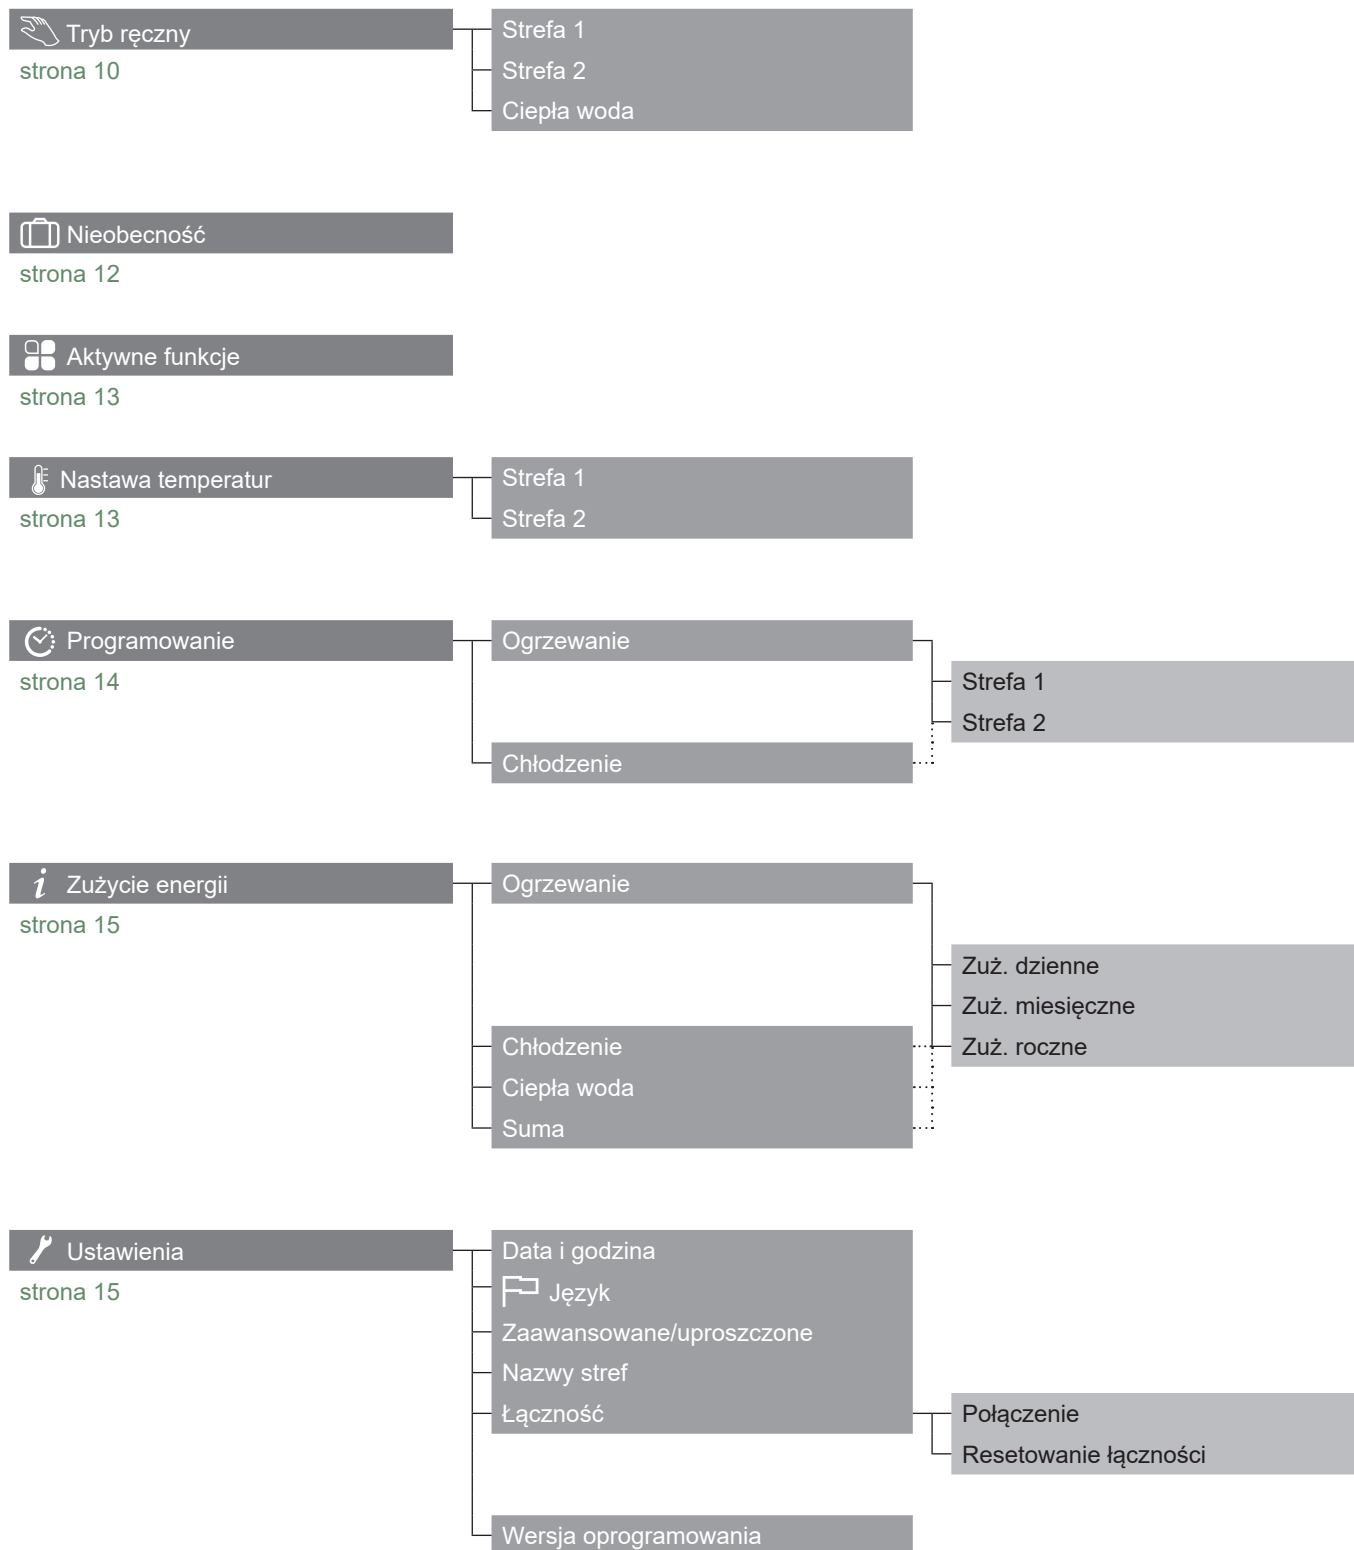 Tryb ręczny
strona 10
Strefa 1
Strefa 2
Ciepła woda
Nieobecność
strona 12
Aktywne funkcje
strona 13
Nastawa temperatur
strona 13
Strefa 1
Strefa 2
Programowanie
strona 14
Ogrzewanie
Strefa 1
Strefa 2
Chłodzenie
Zużycie energii
strona 15
Ogrzewanie
Zuż. dzienne
Zuż. miesięczne
Zuż. roczne
Chłodzenie
Ciepła woda
Suma
Ustawienia
strona 15
Data i godzina
Język
Zaawansowane/uproszczone
Nazwy stref
Łączność
Połączenie
Resetowanie łączności
Wersja oprogramowania